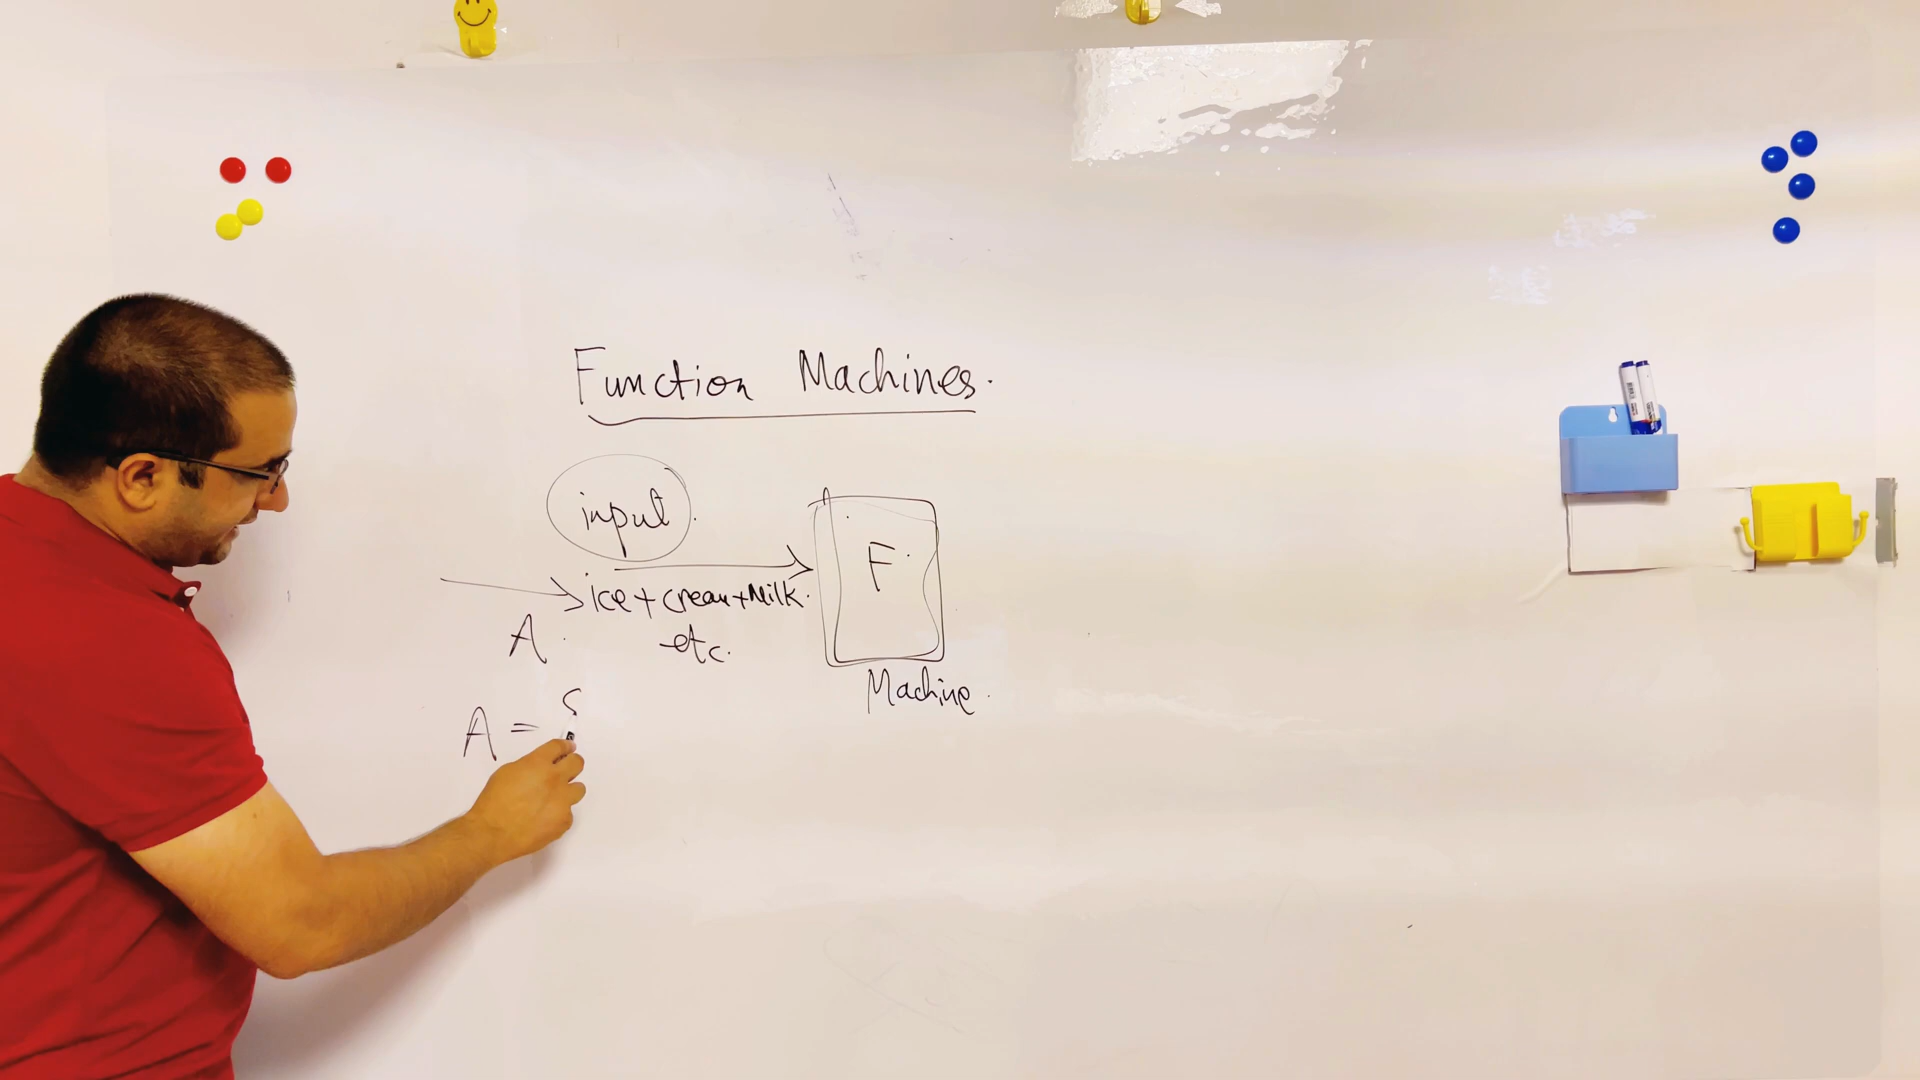 Function Machines.
input.
F.
ice + cream + Milk.
A.
etc.
Machine.
A =